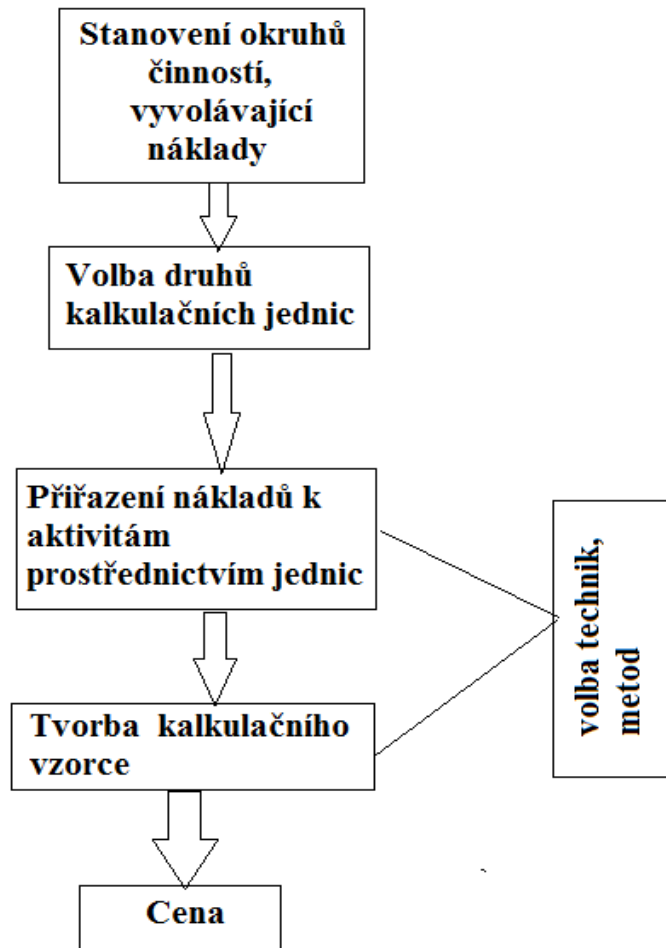 Stanovení okruhů
činností,
vyvolávající
náklady
Volba druhů
kalkulačních jednic
Přiřazení nákladů k
aktivitám
prostřednictvím jednic
volba technik,
metod
Tvorba kalkulačního
vzorce
Cena